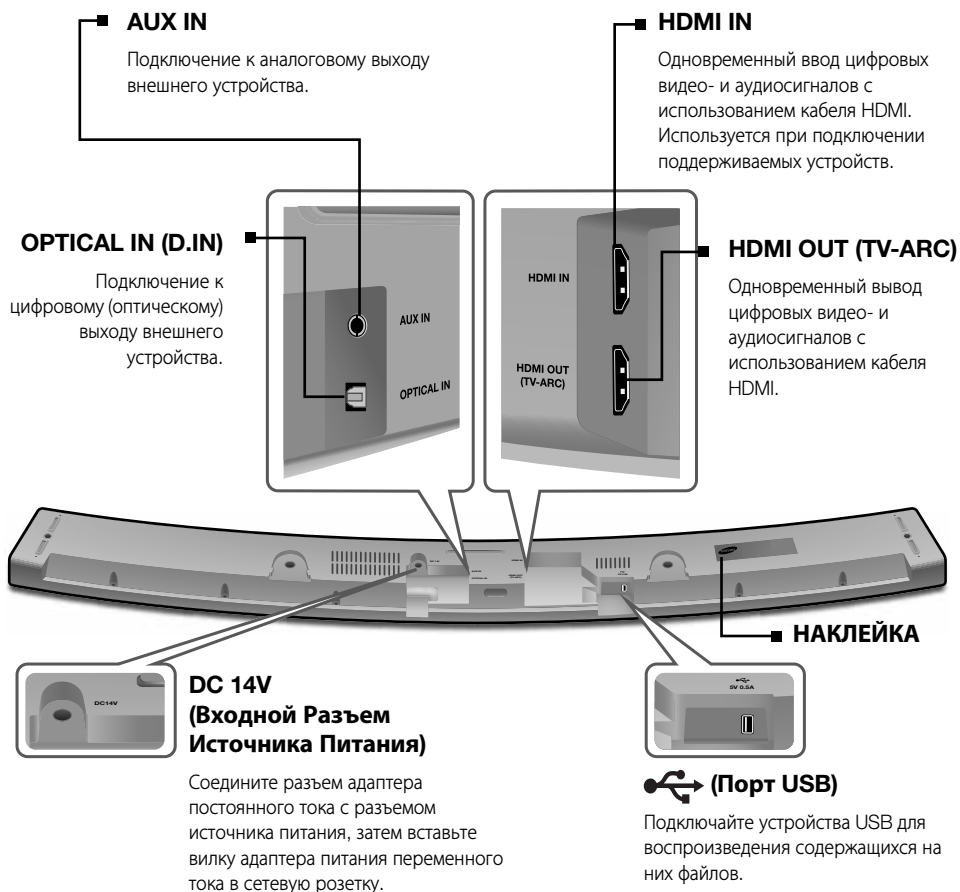 AUX IN
Подключение к аналоговому выходу
внешнего устройства.
HDMI IN
Одновременный ввод цифровых
видео- и аудиосигналов с
использованием кабеля HDMI.
Используется при подключении
поддерживаемых устройств.
OPTICAL IN (D.IN)
Подключение к
цифровому (оптическому)
выходу внешнего
устройства.
AUX IN
OPTICAL IN
HDMI IN
HDMI OUT
(TV-ARC)
HDMI OUT (TV-ARC)
Одновременный вывод
цифровых видео- и
аудиосигналов с
использованием кабеля
HDMI.
НАКЛЕЙКА
DC14V
DC 14V
(Входной Разъем
Источника Питания)
Соедините разъем адаптера
постоянного тока с разъемом
источника питания, затем вставьте
вилку адаптера питания переменного
тока в сетевую розетку.
5V 0.5A
(Порт USB)
Подключайте устройства USB для
воспроизведения содержащихся на
них файлов.